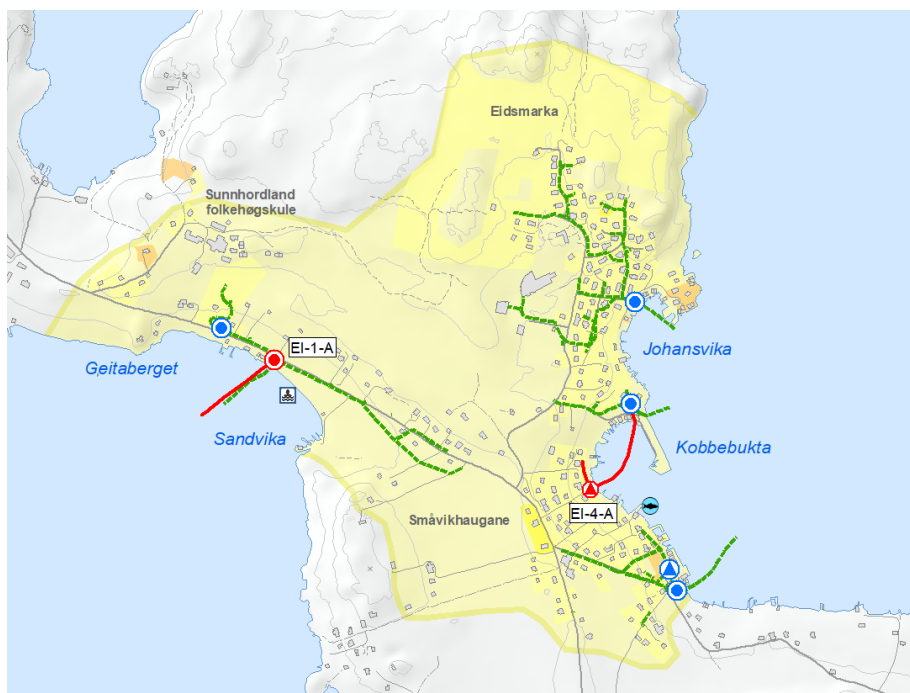 Eidsmarka
Sunnhordland
folkehøgskule
EI-1-A
Johansvika
Geitaberget
Sandvika
Kobbebukta
EI-4-A
Småvikhaugane